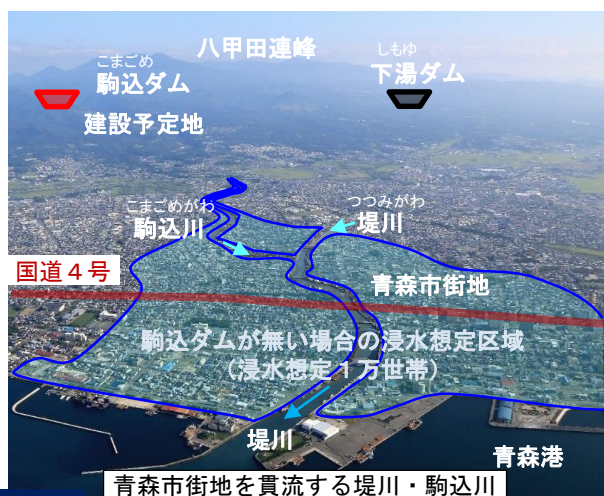 八甲田連峰
こまごめ
駒込ダム
建設予定地
しもゆ
下湯ダム
こまごめがわ
駒込川
つつみがわ
堤川
国道4号
青森市街地
駒込ダムが無い場合の浸水想定区域
(浸水想定1万世帯)
堤川
青森港
青森市街地を貫流する堤川・駒込川